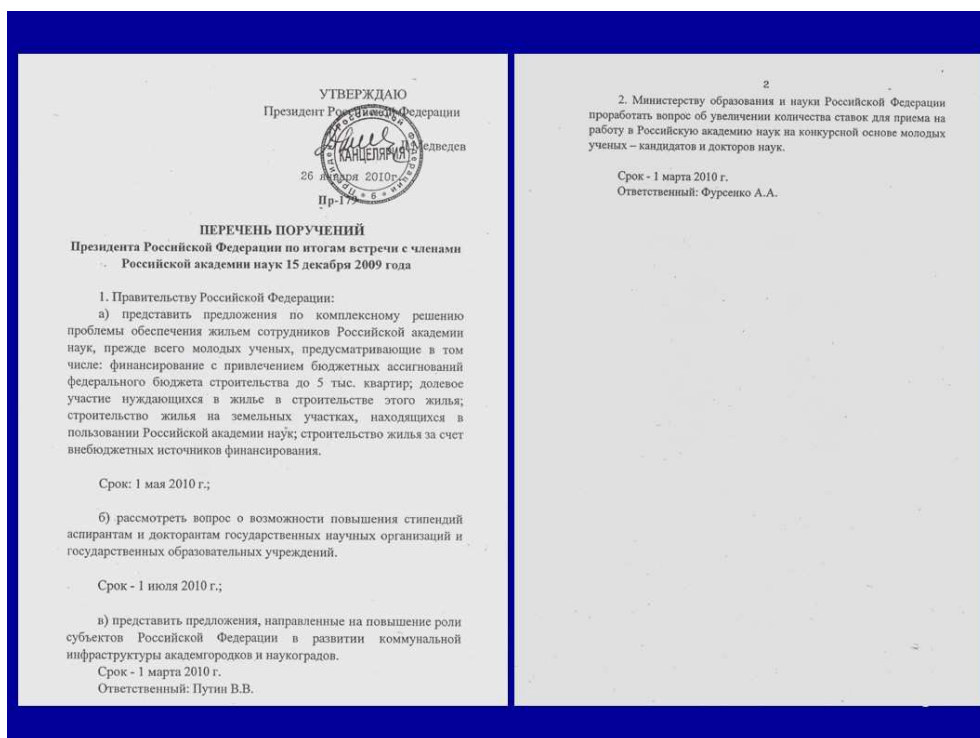 УТВЕРЖДАЮ
Президент Российской Федерации
Д.Медведев
КАНЦЕЛЯРИЯ
26 января 2010г.
Пр-179
ПЕРЕЧЕНЬ ПОРУЧЕНИЙ
Президента Российской Федерации по итогам встречи с членами
Российской академии наук 15 декабря 2009 года
1. Правительству Российской Федерации:
а) представить предложения по комплексному решению
проблемы обеспечения жильем сотрудников Российской академии
наук, прежде всего молодых ученых, предусматривающие в том
числе: финансирование с привлечением бюджетных ассигнований
федерального бюджета строительства до 5 тыс. квартир; долевое
участие нуждающихся в жилье в строительстве этого жилья;
строительство жилья на земельных участках, находящихся в
пользовании Российской академии наук; строительство жилья за счет
внебюджетных источников финансирования.
Срок: 1 мая 2010 г.;
б) рассмотреть вопрос о возможности повышения стипендий
аспирантам и докторантам государственных научных организаций и
государственных образовательных учреждений.
Срок - 1 июля 2010 г.;
в) представить предложения, направленные на повышение роли
субъектов Российской Федерации в развитии коммунальной
инфраструктуры академгородков и наукоградов.
Срок - 1 марта 2010 г.
Ответственный: Путин В.В.
2
2. Министерству образования и науки Российской Федерации
проработать вопрос об увеличении количества ставок для приема на
работу в Российскую академию наук на конкурсной основе молодых
ученых – кандидатов и докторов наук.
Срок - 1 марта 2010 г.
Ответственный: Фурсенко А.А.